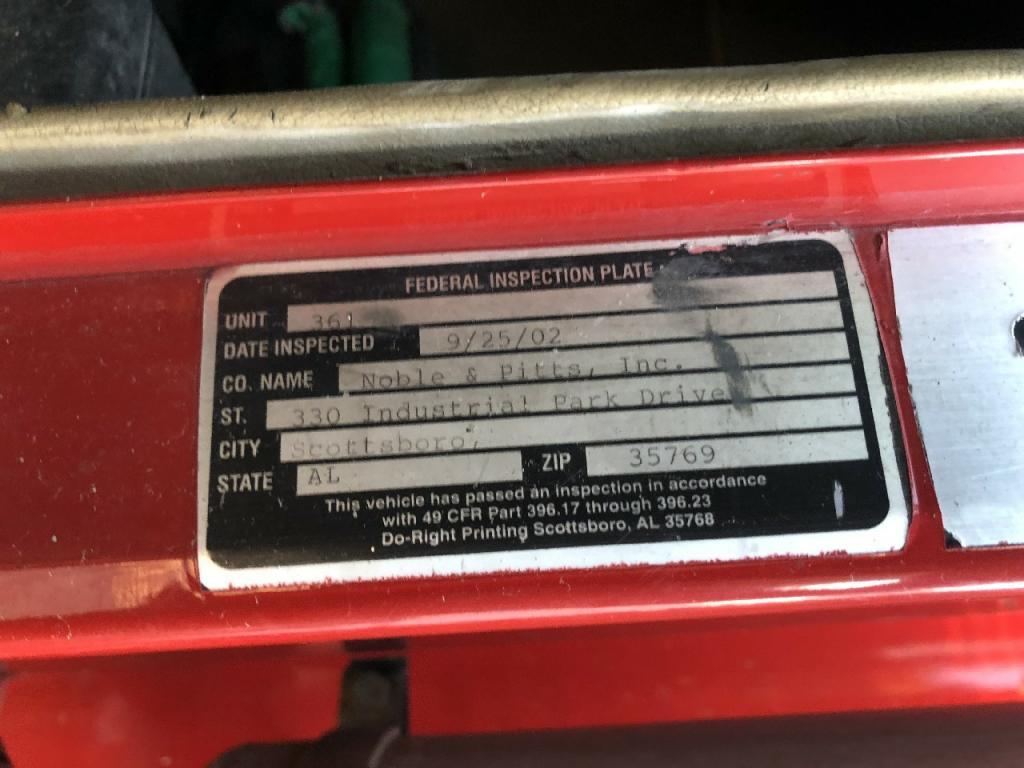 FEDERAL INSPECTION PLATE
UNIT 361
DATE INSPECTED 9/25/02
CO. NAME Noble & Pitts, Inc.
ST. 330 Industrial Park Drive
CITY Scottsboro,
STATE AL ZIP 35769
This vehicle has passed an inspection in accordance
with 49 CFR Part 396.17 through 396.23
Do-Right Printing Scottsboro, AL 35768